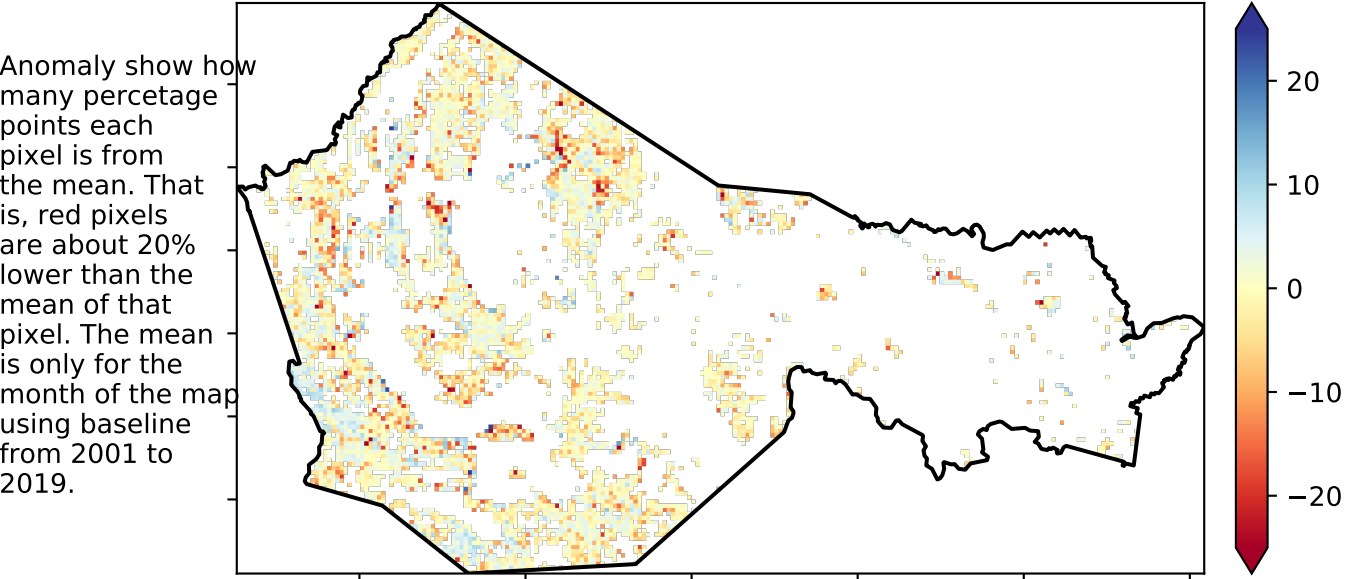 Anomaly show how
many percetage
points each
pixel is from
the mean. That
is, red pixels
are about 20%
lower than the
mean of that
pixel. The mean
is only for the
month of the map
using baseline
from 2001 to
2019.
20
10
0
−10
−20